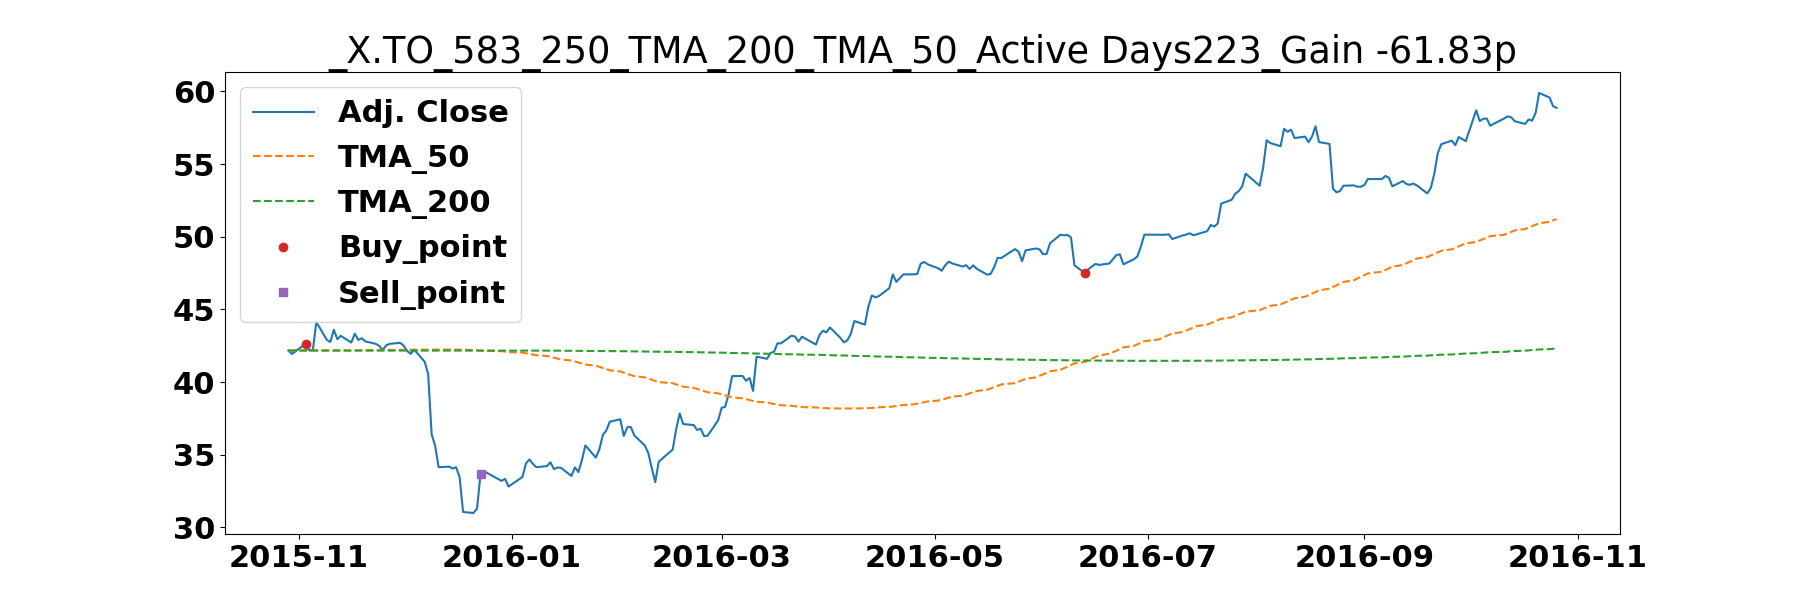 _X.TO_583_250_TMA_200_TMA_50_Active Days223_Gain -61.83p
Adj. Close
TMA_50
TMA_200
Buy_point
Sell_point
60
55
50
45
40
35
30
2015-11 2016-01 2016-03 2016-05 2016-07 2016-09 2016-11